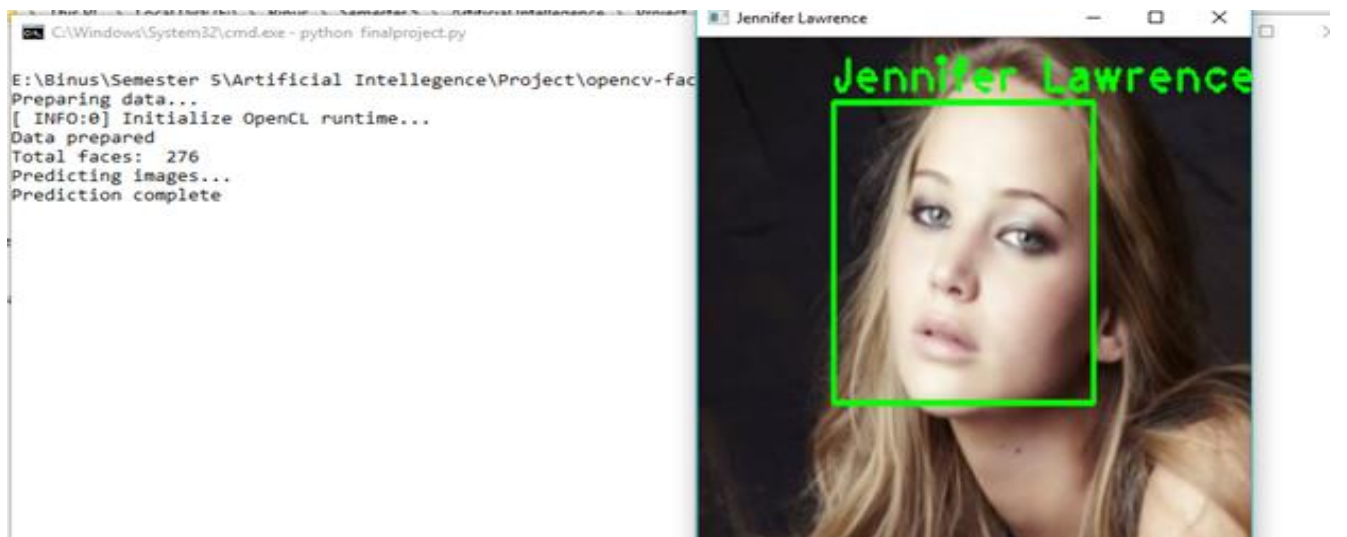 C:\Windows\System32\cmd.exe - python finalproject.py
E:\Binus\Semester 5\Artificial Intellegence\Project\opencv-fac
Preparing data...
[ INFO:0] Initialize OpenCL runtime...
Data prepared
Total faces:  276
Predicting images...
Prediction complete
Jennifer Lawrence
Jennifer Lawrence